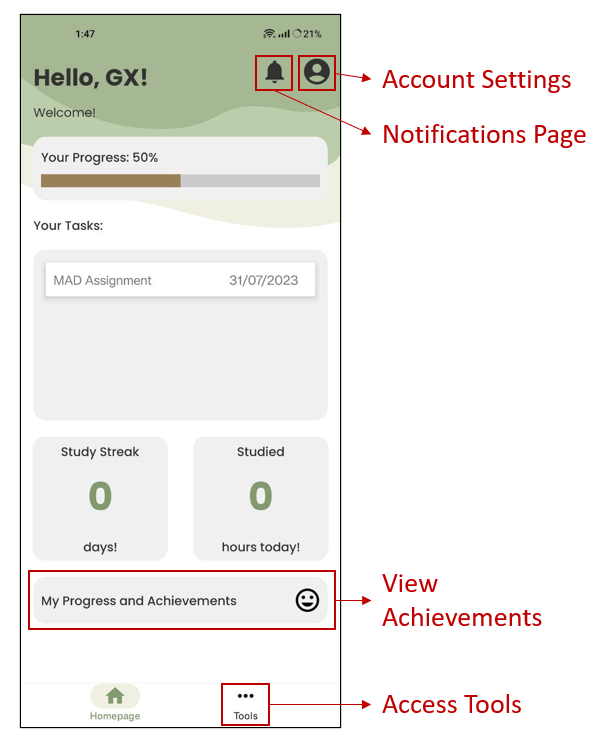 1:47
21%
Hello, GX!
Account Settings
Welcome!
Notifications Page
Your Progress: 50%
Your Tasks:
MAD Assignment 31/07/2023
Study Streak
0
days!
Studied
0
hours today!
My Progress and Achievements
View
Achievements
Homepage
Tools
Access Tools